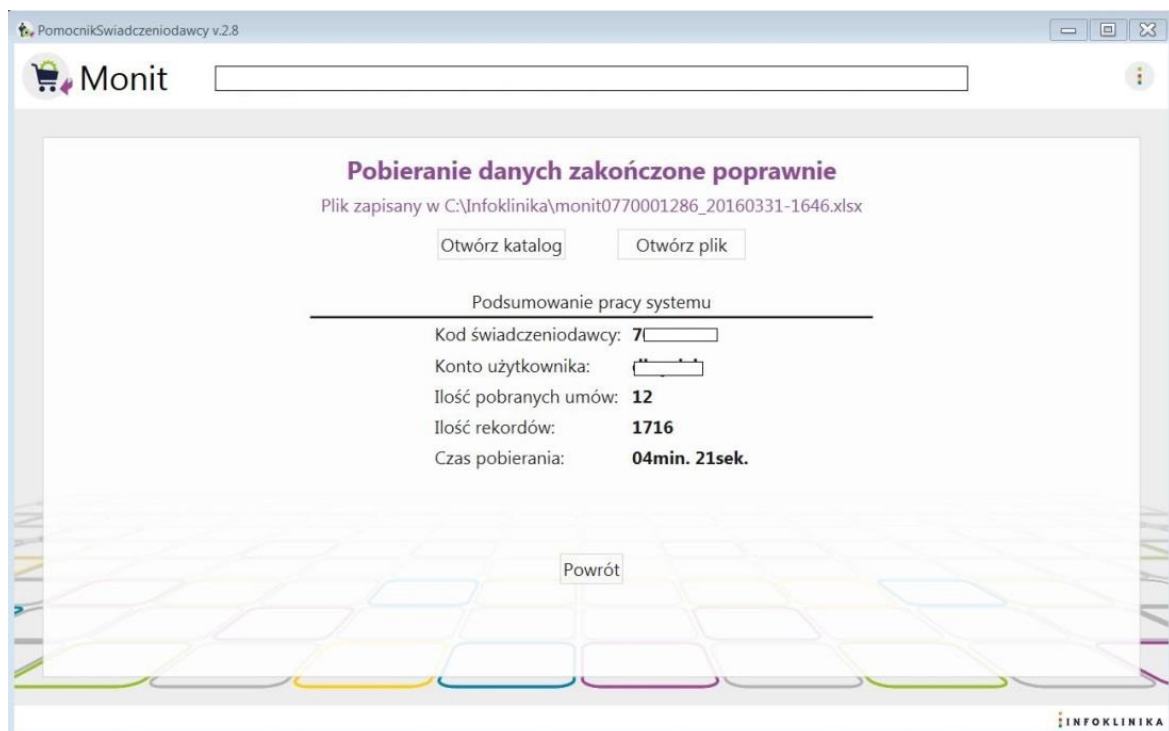 PomocnikSwiadczeniodawcy v.2.8
Monit
Pobieranie danych zakończone poprawnie
Plik zapisany w C:\Infoklinika\monit0770001286_20160331-1646.xlsx
Otwórz katalog Otwórz plik
Podsumowanie pracy systemu
Kod świadczeniodawcy: 7
Konto użytkownika:
Ilość pobranych umów: 12
Ilość rekordów: 1716
Czas pobierania: 04min. 21sek.
Powrót
INFOKLINIKA